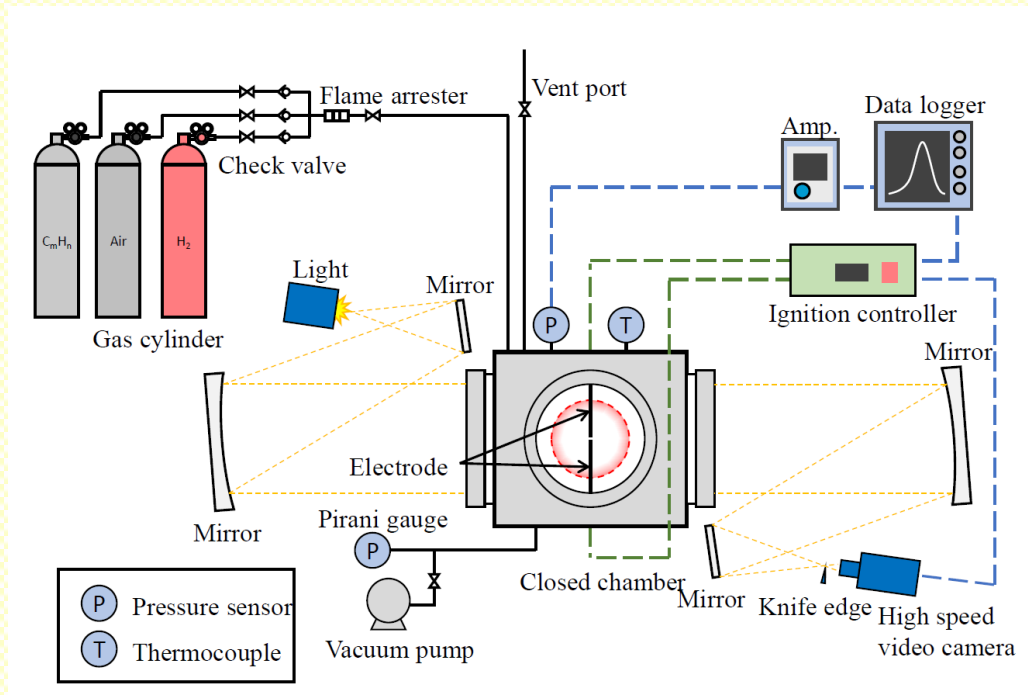 Vent port
Data logger
Flame arrester
Amp.
Check valve
CmHn
Air
H2
Light
Mirror
Gas cylinder
Ignition controller
Mirror
P
T
Electrode
Mirror
Pirani gauge
P
Closed chamber
Mirror
Knife edge
High speed
video camera
Vacuum pump
P Pressure sensor
T Thermocouple